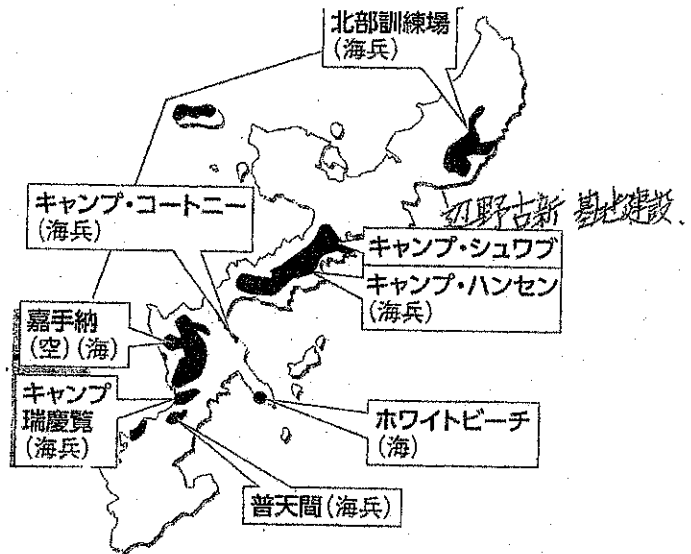 北部訓練場
(海兵)
辺野古新基地建設.
キャンプ・コートニー
(海兵)
キャンプ・シュワブ
キャンプ・ハンセン
(海兵)
嘉手納
(空)(海)
キャンプ
瑞慶覧
(海兵)
ホワイトビーチ
(海)
普天間(海兵)